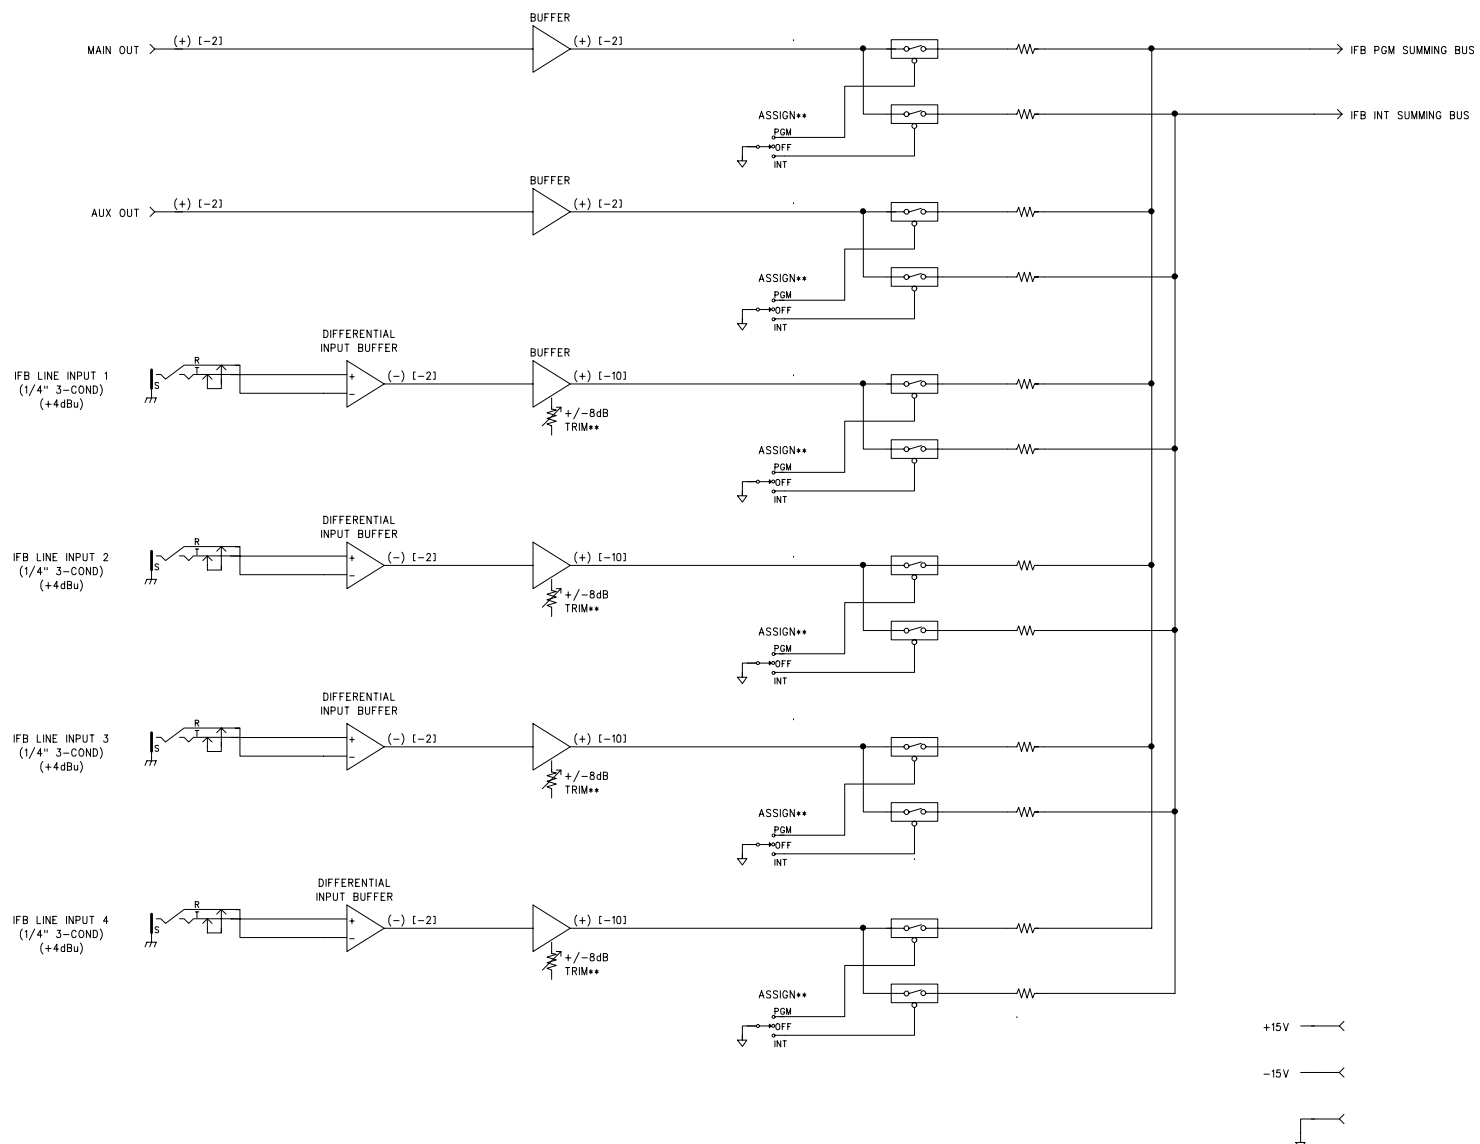 BUFFER
MAIN OUT
(+) [-2]
(+) [-2]
IFB PGM SUMMING BUS
ASSIGN**
PGM
OFF
INT
IFB INT SUMMING BUS
BUFFER
AUX OUT
(+) [-2]
(+) [-2]
ASSIGN**
PGM
OFF
INT
DIFFERENTIAL
INPUT BUFFER
BUFFER
IFB LINE INPUT 1
(1/4" 3-COND)
(+4dBu)
R
T
S
+
-
(-) [-2]
(+) [-10]
+/-8dB
TRIM**
ASSIGN**
PGM
OFF
INT
DIFFERENTIAL
INPUT BUFFER
IFB LINE INPUT 2
(1/4" 3-COND)
(+4dBu)
R
T
S
+
-
(-) [-2]
(+) [-10]
+/-8dB
TRIM**
ASSIGN**
PGM
OFF
INT
DIFFERENTIAL
INPUT BUFFER
IFB LINE INPUT 3
(1/4" 3-COND)
(+4dBu)
R
T
S
+
-
(-) [-2]
(+) [-10]
+/-8dB
TRIM**
ASSIGN**
PGM
OFF
INT
DIFFERENTIAL
INPUT BUFFER
IFB LINE INPUT 4
(1/4" 3-COND)
(+4dBu)
R
T
S
+
-
(-) [-2]
(+) [-10]
+/-8dB
TRIM**
ASSIGN**
PGM
OFF
INT
+15V
-15V